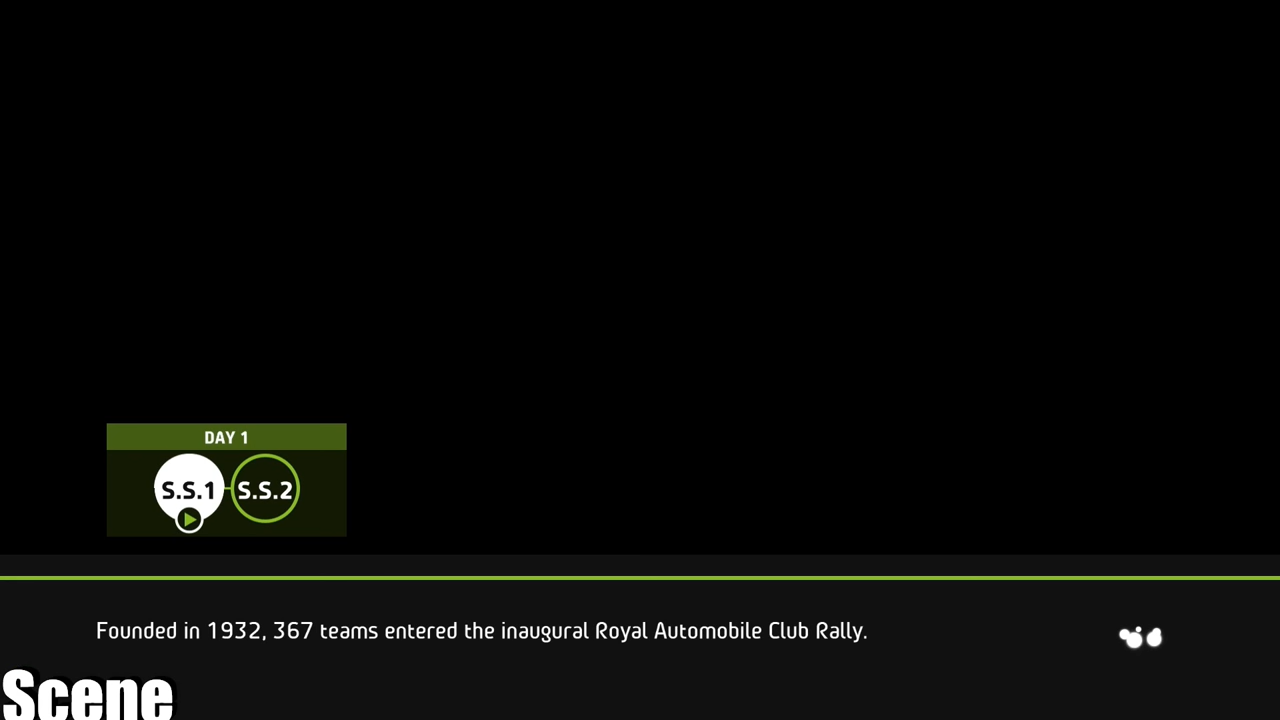 DAY 1
S.S.1 S.S.2
Founded in 1932, 367 teams entered the inaugural Royal Automobile Club Rally.
Scene